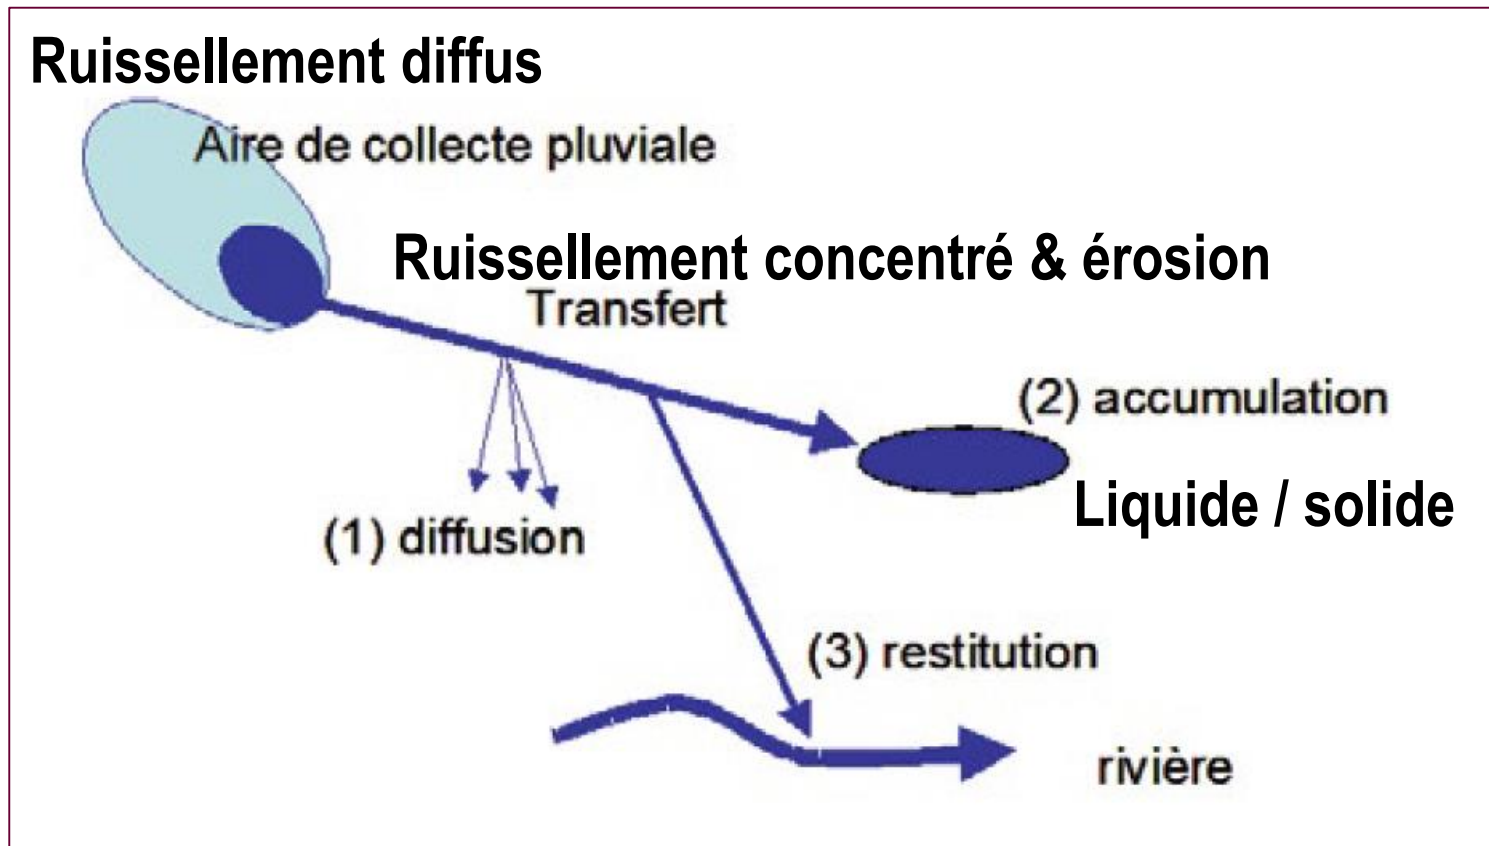 Ruissellement diffus
Aire de collecte pluviale
Ruissellement concentré & érosion
Transfert
(2) accumulation
Liquide / solide
(1) diffusion
(3) restitution
rivière